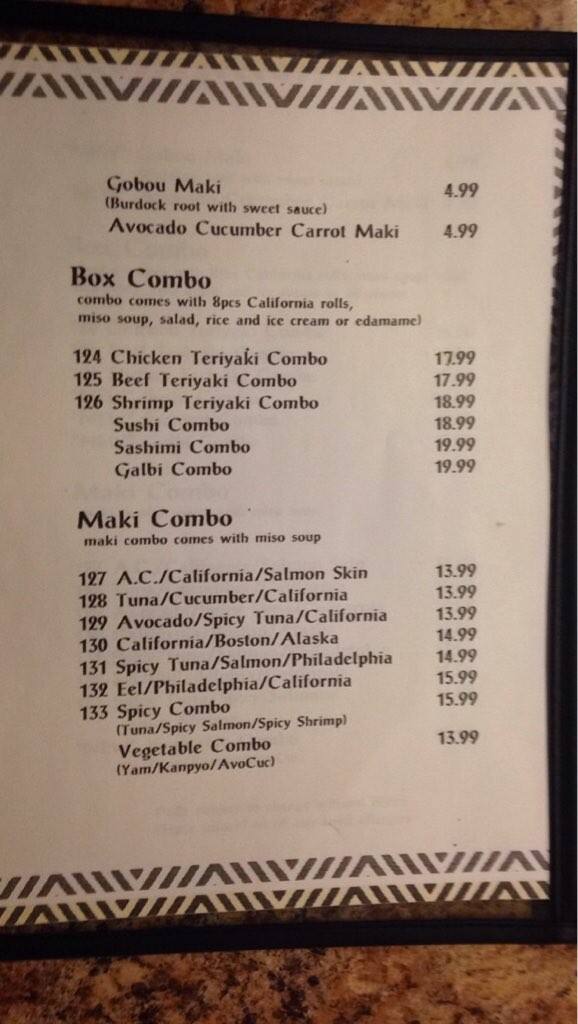 Gobou Maki 4.99
(Burdock root with sweet sauce)
Avocado Cucumber Carrot Maki 4.99
Box Combo
combo comes with 8pcs California rolls,
miso soup, salad, rice and ice cream or edamame)
124 Chicken Teriyaki Combo 17.99
125 Beef Teriyaki Combo 17.99
126 Shrimp Teriyaki Combo 18.99
Sushi Combo 18.99
Sashimi Combo 19.99
Galbi Combo 19.99
Maki Combo
maki combo comes with miso soup
127 A.C./California/Salmon Skin 13.99
128 Tuna/Cucumber/California 13.99
129 Avocado/Spicy Tuna/California 13.99
130 California/Boston/Alaska 14.99
131 Spicy Tuna/Salmon/Philadelphia 14.99
132 Eel/Philadelphia/California 15.99
133 Spicy Combo 15.99
(Tuna/Spicy Salmon/Spicy Shrimp)
Vegetable Combo 13.99
(Yam/Kanpyo/AvoCuc)